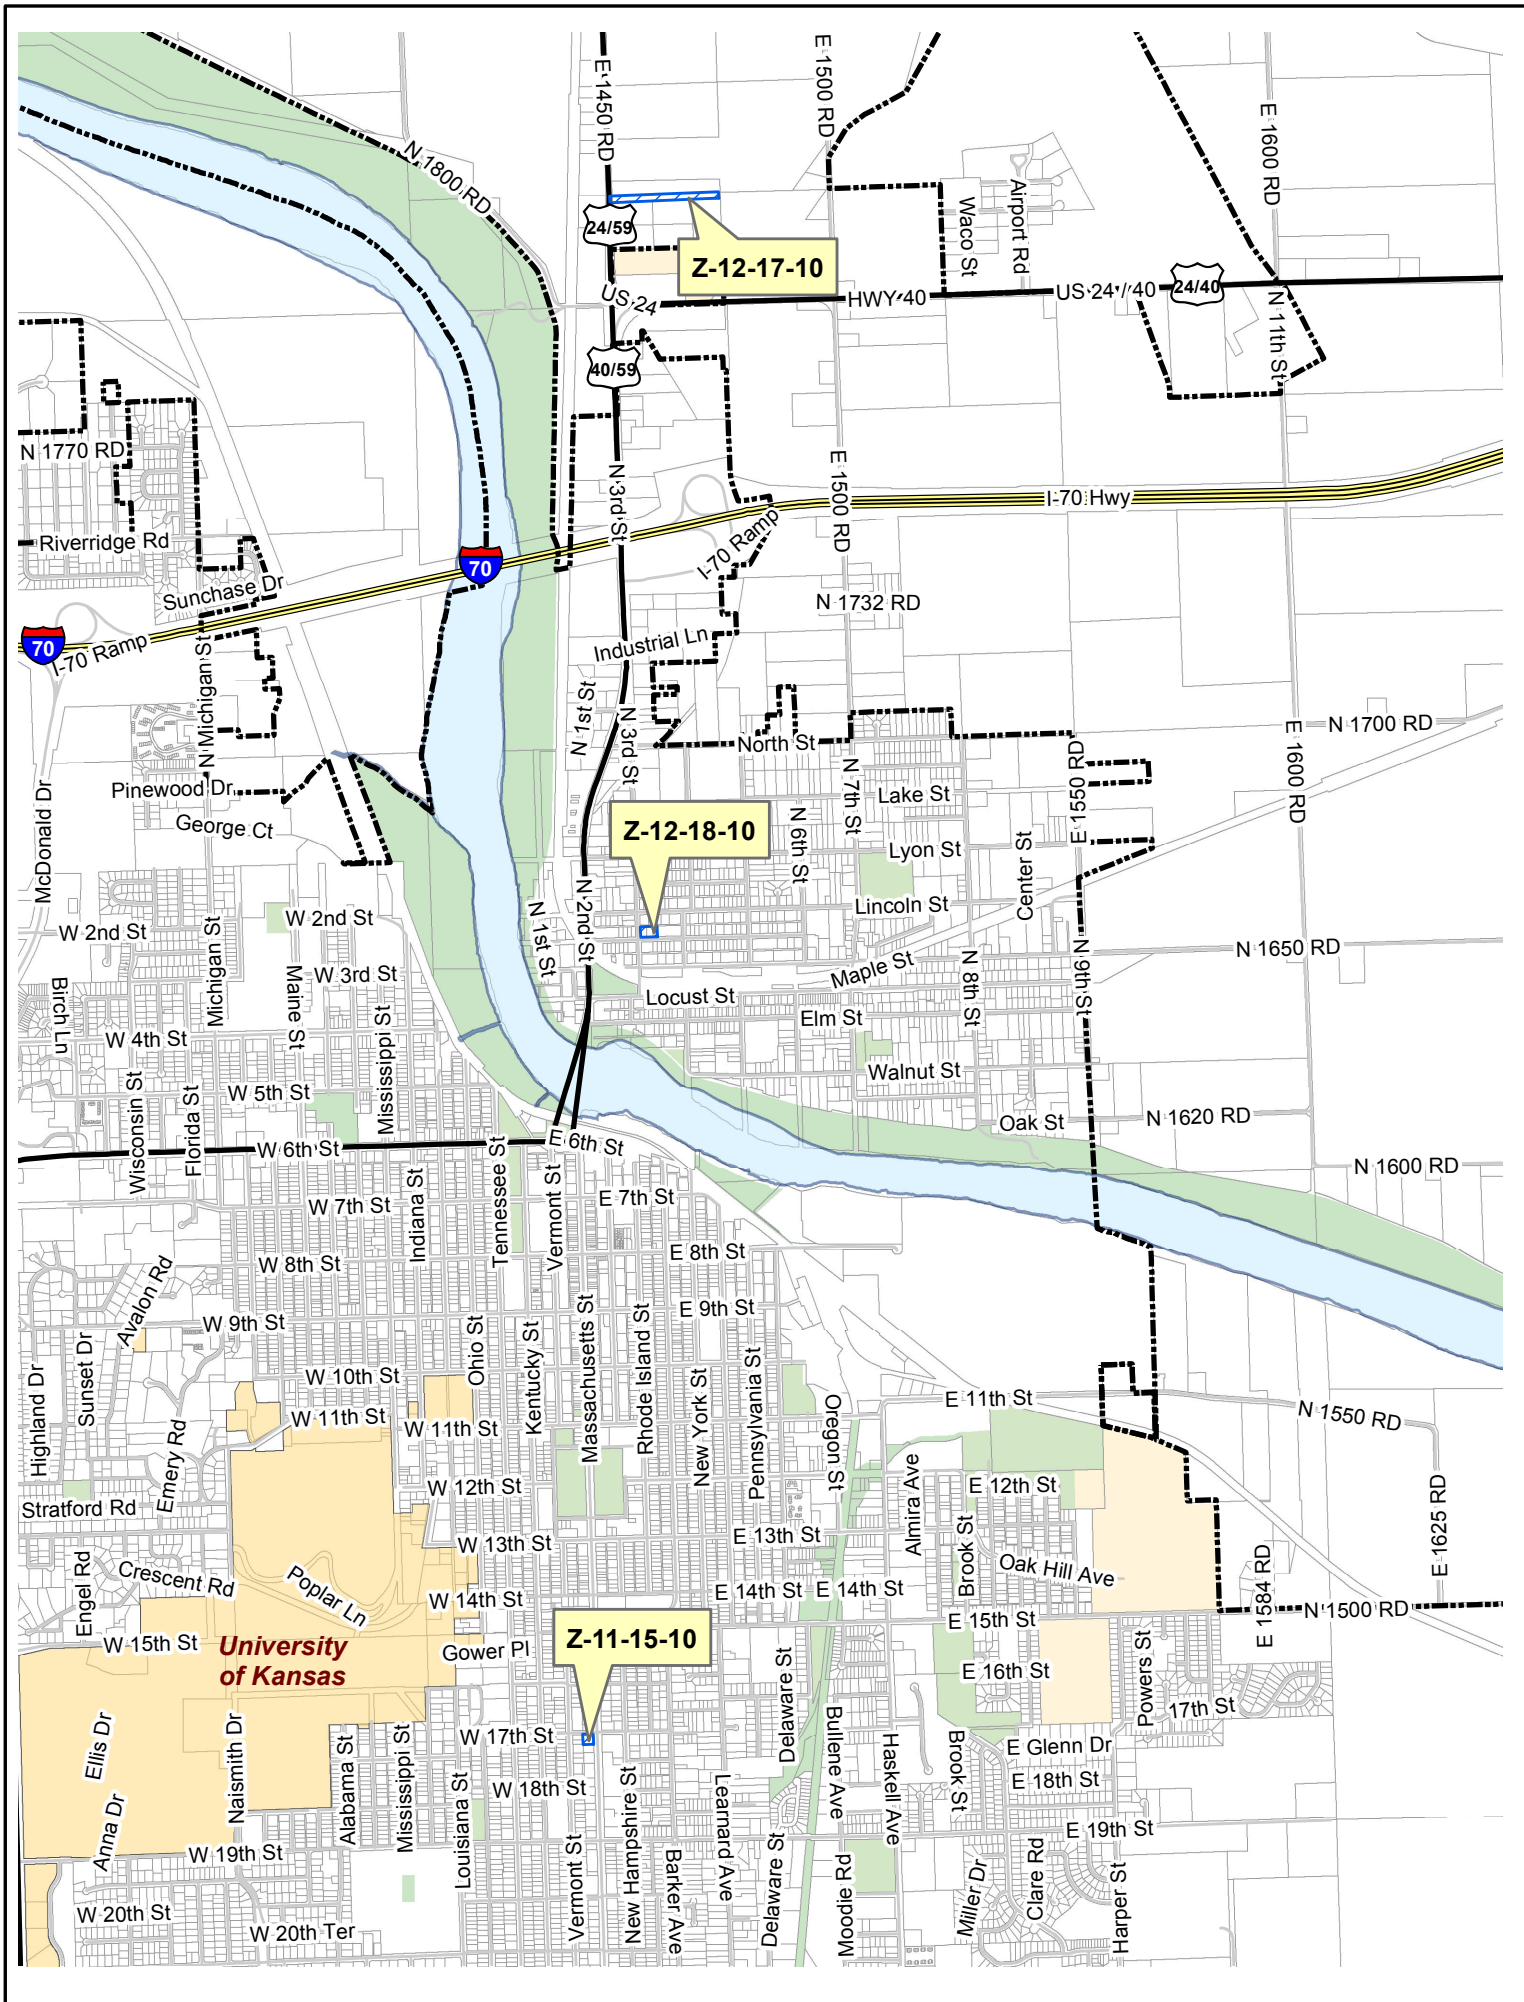 E 1450 RD
E 1500 RD
E 1600 RD
N 1800 RD
Airport Rd
Waco St
24/59
Z-12-17-10
US-24
HWY 40
US 24 / 40
24/40
N 11th St
40/59
N 1770 RD
N 3rd St
E 1500 RD
I-70 Hwy
Riverridge Rd
I-70 Ramp
70
Sunchase Dr
N 1732 RD
70
I-70 Ramp
Industrial Ln
N Michigan St
N 1st St
N 3rd St
North St
N 1700 RD
E 1550 RD
E 1600 RD
McDonald Dr
Pinewood Dr
N 7th St
Lake St
George Ct
Z-12-18-10
N 6th St
Lyon St
Center St
N 2nd St
Lincoln St
W 2nd St
W 2nd St
Michigan St
N 1st St
N 1650 RD
W 3rd St
Maple St
N 8th St
N 9th St
Birch Ln
Maine St
Locust St
Mississippi St
Elm St
W 4th St
Walnut St
W 5th St
Wisconsin St
Florida St
Oak St
N 1620 RD
E 6th St
W 6th St
N 1600 RD
Tennessee St
Vermont St
Indiana St
E 7th St
W 7th St
E 8th St
W 8th St
Avalon Rd
E 9th St
W 9th St
Massachusetts St
Rhode Island St
Ohio St
Kentucky St
Highland Dr
Sunset Dr
W 10th St
New York St
Pennsylvania St
E 11th St
Oregon St
N 1550 RD
W 11th St
W 11th St
Emery Rd
Almira Ave
E 12th St
W 12th St
Stratford Rd
E 1625 RD
E 13th St
W 13th St
Brook St
Oak Hill Ave
Engel Rd
Crescent Rd
Poplar Ln
E 14th St
E 14th St
W 14th St
E 1584 RD
N 1500 RD
E 15th St
W 15th St
University
of Kansas
Gower Pl
Z-11-15-10
E 16th St
Powers St
Delaware St
17th St
Bullene Ave
W 17th St
E Glenn Dr
Ellis Dr
Naismith Dr
Alabama St
Mississippi St
Haskell Ave
Brook St
W 18th St
E 18th St
Louisiana St
New Hampshire St
Learnard Ave
E 19th St
Anna Dr
W 19th St
Vermont St
Barker Ave
Delaware St
Moodie Rd
Miller Dr
Clare Rd
Harper St
W 20th St
W 20th Ter